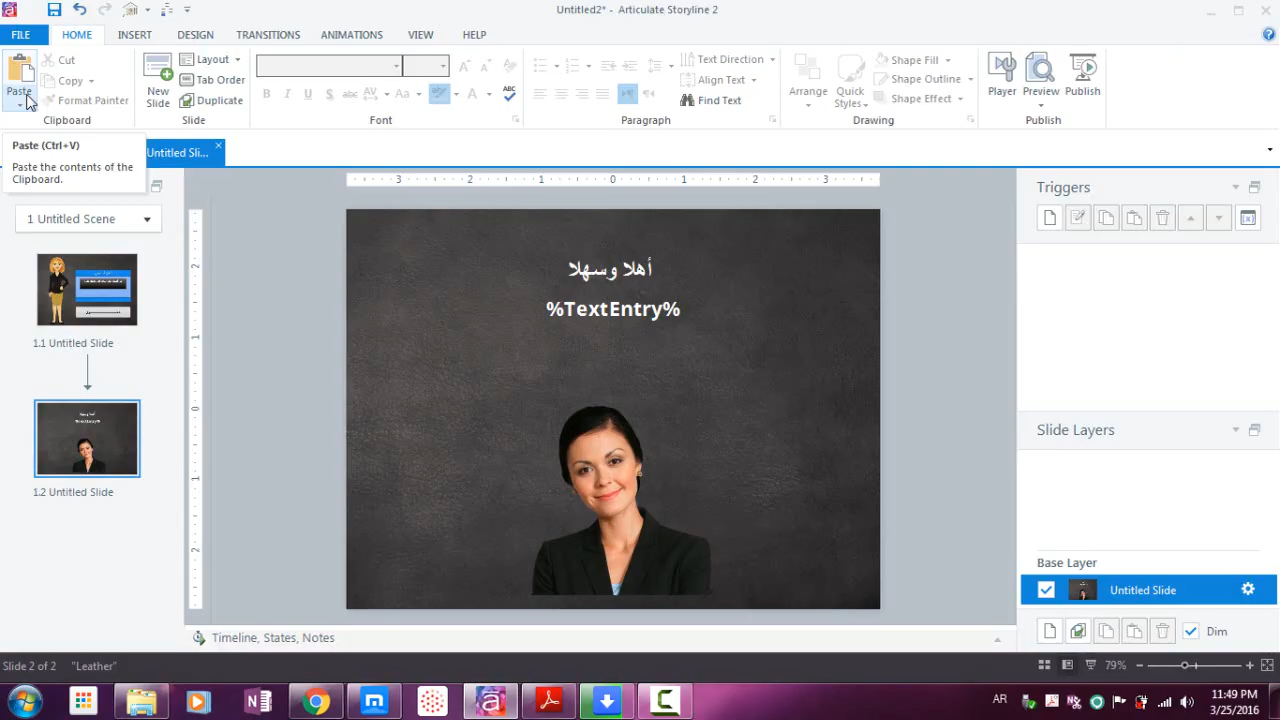 Untitled2* - Articulate Storyline 2
FILE HOME INSERT DESIGN TRANSITIONS ANIMATIONS VIEW HELP
Paste
Cut
Copy
Format Painter
Clipboard
New Slide
Layout
Tab Order
Duplicate
Slide
Font
Text Direction
Align Text
Find Text
Paragraph
Arrange
Quick Styles
Shape Fill
Shape Outline
Shape Effect
Drawing
Player
Preview
Publish
Publish
Paste (Ctrl+V)
Paste the contents of the
Clipboard.
Untitled Sli...
1 Untitled Scene
1.1 Untitled Slide
1.2 Untitled Slide
أهلا وسهلا
%TextEntry%
Triggers
Slide Layers
Base Layer
Untitled Slide
Dim
Timeline, States, Notes
Slide 2 of 2 "Leather"
79%
AR
11:49 PM
3/25/2016